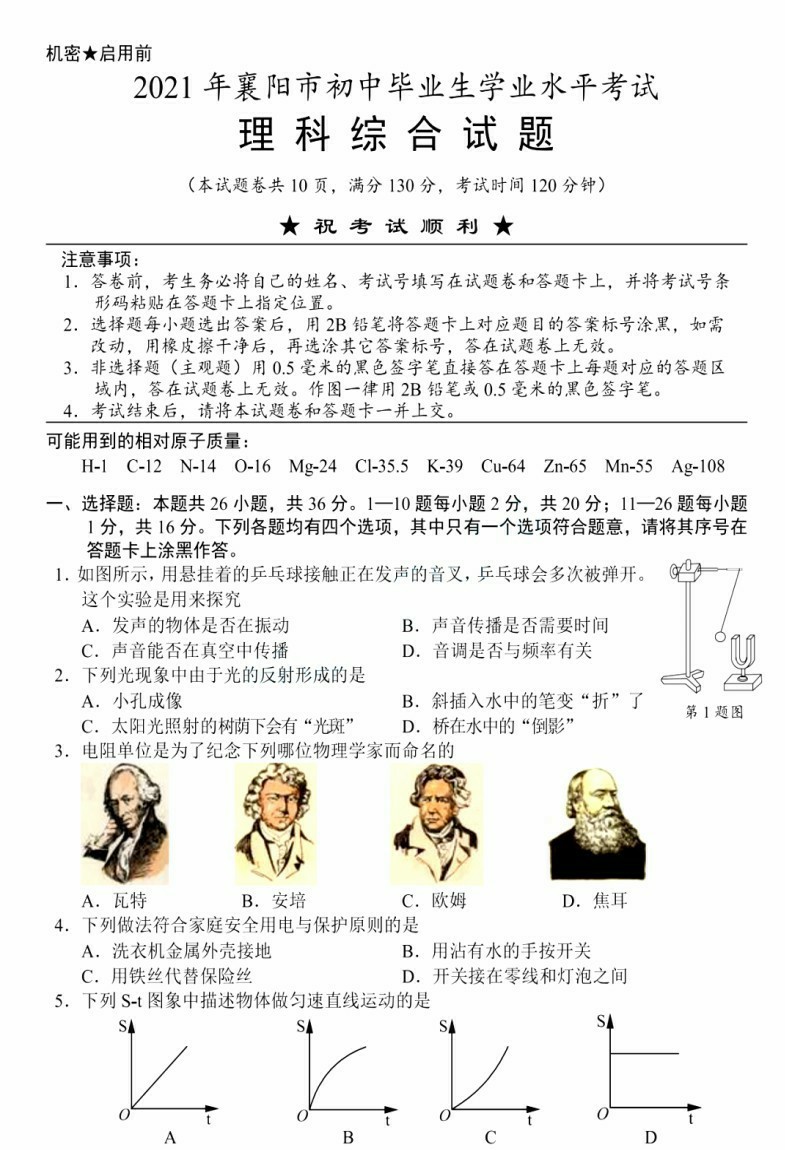 机密★启用前
2021年襄阳市初中毕业生学业水平考试
理科综合试题
（本试题卷共10页，满分130分，考试时间120分钟）
★ 祝考试顺利 ★
注意事项：
1．答卷前，考生务必将自己的姓名、考试号填写在试题卷和答题卡上，并将考试号条
形码粘贴在答题卡上指定位置。
2．选择题每小题选出答案后，用2B铅笔将答题卡上对应题目的答案标号涂黑，如需
改动，用橡皮擦干净后，再选涂其它答案标号，答在试题卷上无效。
3．非选择题（主观题）用0.5毫米的黑色签字笔直接答在答题卡上每题对应的答题区
域内，答在试题卷上无效。作图一律用2B铅笔或0.5毫米的黑色签字笔。
4．考试结束后，请将本试题卷和答题卡一并上交。
可能用到的相对原子质量：
H-1 C-12 N-14 O-16 Mg-24 Cl-35.5 K-39 Cu-64 Zn-65 Mn-55 Ag-108
一、选择题：本题共26小题，共36分。1—10题每小题2分，共20分；11—26题每小题
1分，共16分。下列各题均有四个选项，其中只有一个选项符合题意，请将其序号在
答题卡上涂黑作答。
1．如图所示，用悬挂着的乒乓球接触正在发声的音叉，乒乓球会多次被弹开。
这个实验是用来探究
A．发声的物体是否在振动 B．声音传播是否需要时间
C．声音能否在真空中传播 D．音调是否与频率有关
2．下列光现象中由于光的反射形成的是
A．小孔成像 B．斜插入水中的笔变“折”了
C．太阳光照射的树荫下会有“光斑” D．桥在水中的“倒影”
第1题图
3．电阻单位是为了纪念下列哪位物理学家而命名的
A．瓦特 B．安培 C．欧姆 D．焦耳
4．下列做法符合家庭安全用电与保护原则的是
A．洗衣机金属外壳接地 B．用沾有水的手按开关
C．用铁丝代替保险丝 D．开关接在零线和灯泡之间
5．下列S-t图象中描述物体做匀速直线运动的是
S S S S
O t O t O t O t
A B C D